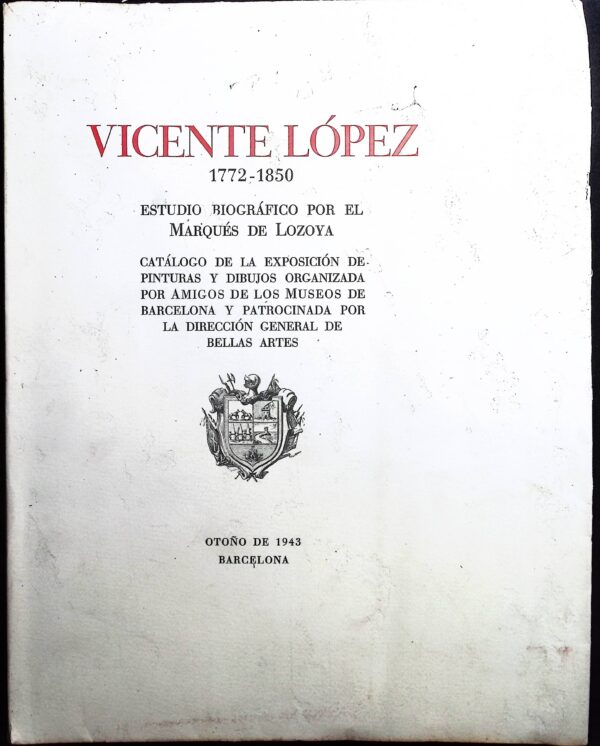 VICENTE LÓPEZ
1772-1850
ESTUDIO BIOGRÁFICO POR EL
MARQUÉS DE LOZOYA
CATÁLOGO DE LA EXPOSICIÓN DE
PINTURAS Y DIBUJOS ORGANIZADA
POR AMIGOS DE LOS MUSEOS DE
BARCELONA Y PATROCINADA POR
LA DIRECCIÓN GENERAL DE
BELLAS ARTES
OTOÑO DE 1943
BARCELONA